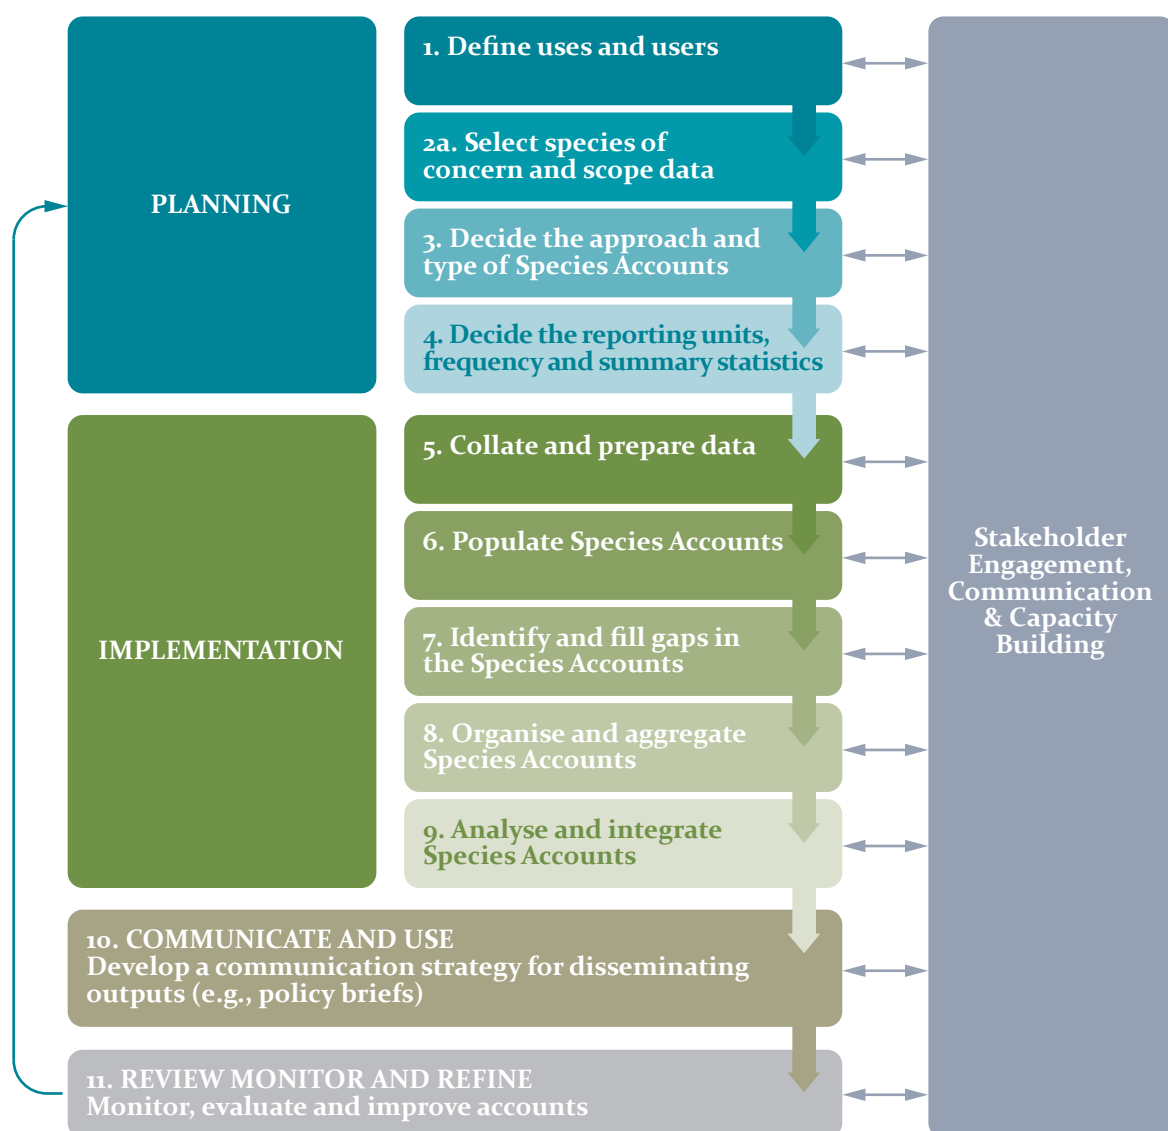 PLANNING
1. Define uses and users
2a. Select species of
concern and scope data
3. Decide the approach and
type of Species Accounts
4. Decide the reporting units,
frequency and summary statistics
IMPLEMENTATION
5. Collate and prepare data
6. Populate Species Accounts
7. Identify and fill gaps in
the Species Accounts
8. Organise and aggregate
Species Accounts
9. Analyse and integrate
Species Accounts
10. COMMUNICATE AND USE
Develop a communication strategy for disseminating
outputs (e.g., policy briefs)
11. REVIEW MONITOR AND REFINE
Monitor, evaluate and improve accounts
Stakeholder
Engagement,
Communication
& Capacity
Building